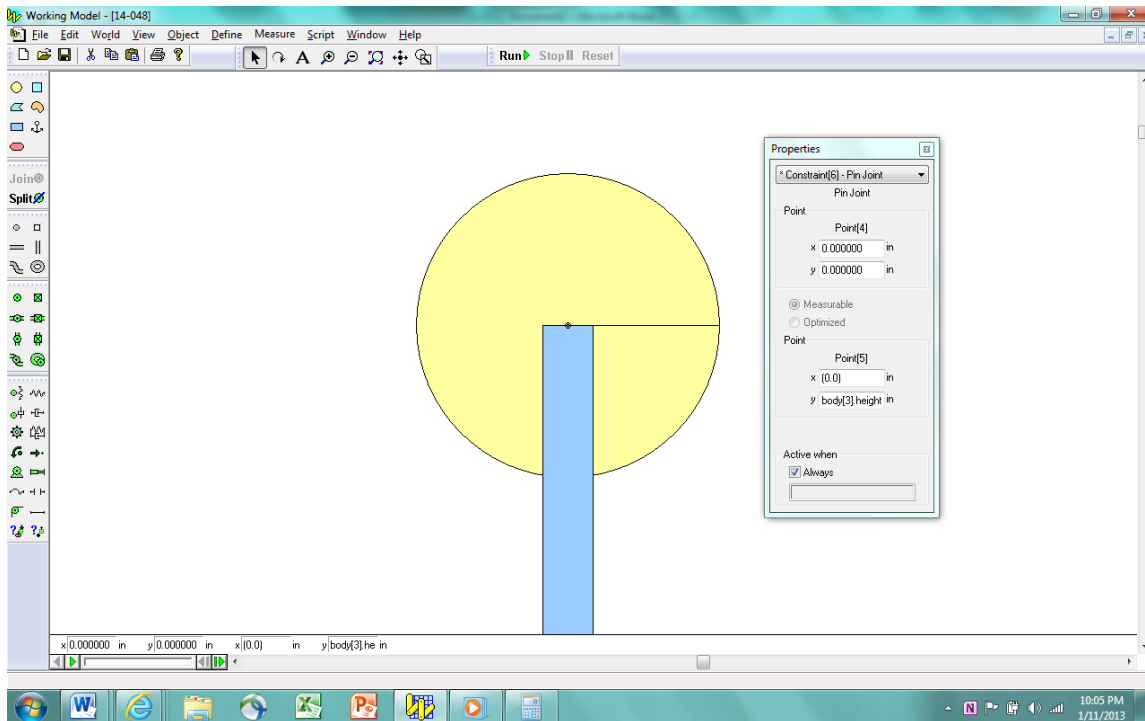 Working Model - [14-048]
File Edit World View Object Define Measure Script Window Help
Run Stop Reset
Join
Split
Properties
* Constraint[6] - Pin Joint
Pin Joint
Point
Point[4]
x 0.000000 in
y 0.000000 in
Measurable
Optimized
Point
Point[5]
x (0.0) in
y body[3].height in
Active when
Always
x 0.000000 in y 0.000000 in x (0.0) in y body[3].he in
10:05 PM
1/11/2013